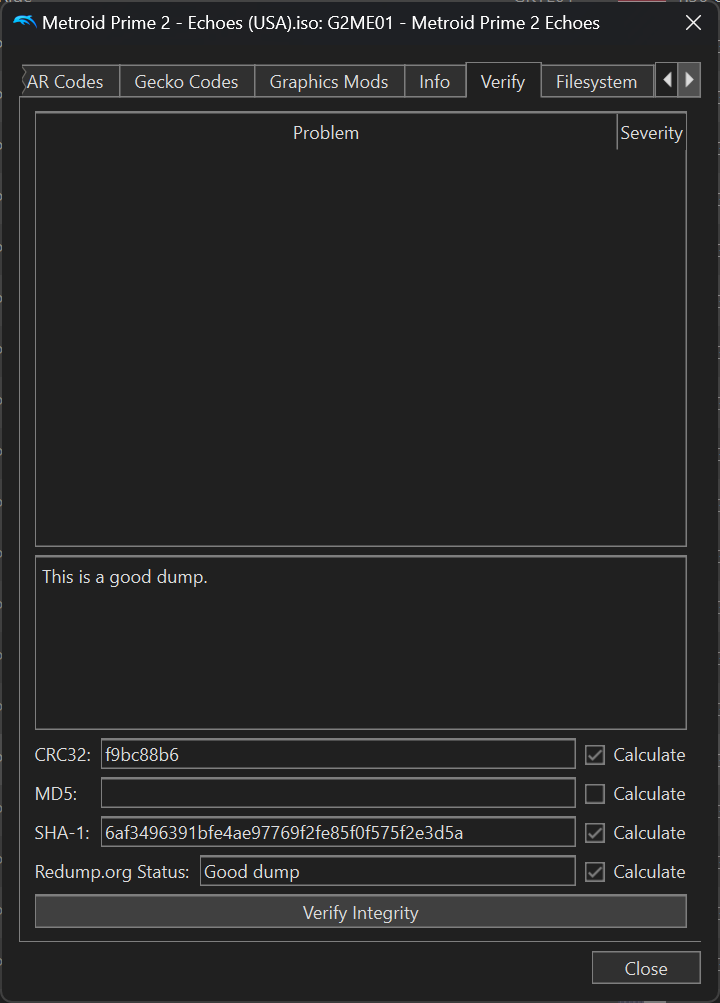 Metroid Prime 2 - Echoes (USA).iso: G2ME01 - Metroid Prime 2 Echoes
AR Codes Gecko Codes Graphics Mods Info Verify Filesystem
Problem Severity
This is a good dump.
CRC32: f9bc88b6 Calculate
MD5: Calculate
SHA-1: 6af3496391bfe4ae97769f2fe85f0f575f2e3d5a Calculate
Redump.org Status: Good dump Calculate
Verify Integrity
Close